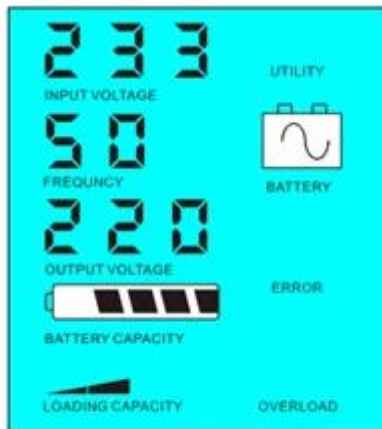 233
UTILITY
INPUT VOLTAGE
50
FREQUNCY
BATTERY
220
OUTPUT VOLTAGE
ERROR
BATTERY CAPACITY
LOADING CAPACITY
OVERLOAD